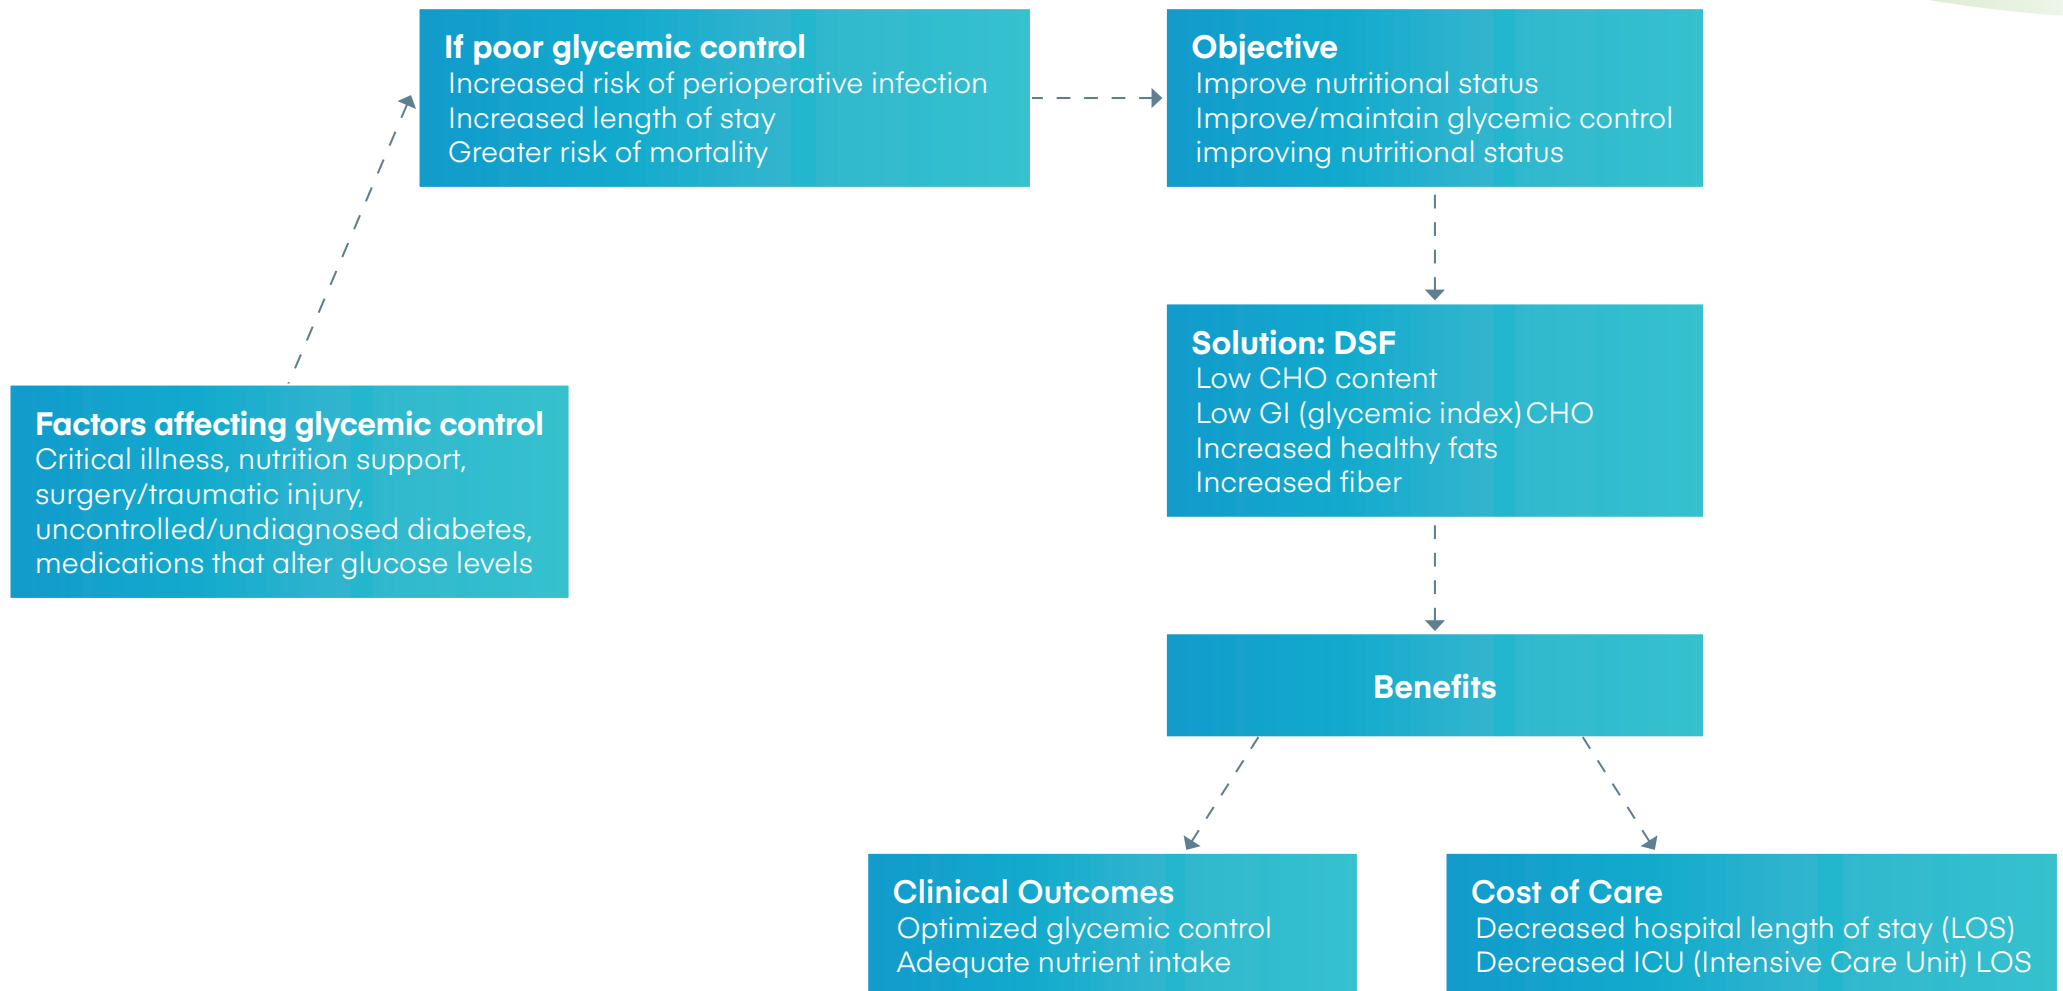 If poor glycemic control
Increased risk of perioperative infection
Increased length of stay
Greater risk of mortality
Objective
Improve nutritional status
Improve/maintain glycemic control
improving nutritional status
Factors affecting glycemic control
Critical illness, nutrition support,
surgery/traumatic injury,
uncontrolled/undiagnosed diabetes,
medications that alter glucose levels
Solution: DSF
Low CHO content
Low GI (glycemic index) CHO
Increased healthy fats
Increased fiber
Benefits
Clinical Outcomes
Optimized glycemic control
Adequate nutrient intake
Cost of Care
Decreased hospital length of stay (LOS)
Decreased ICU (Intensive Care Unit) LOS